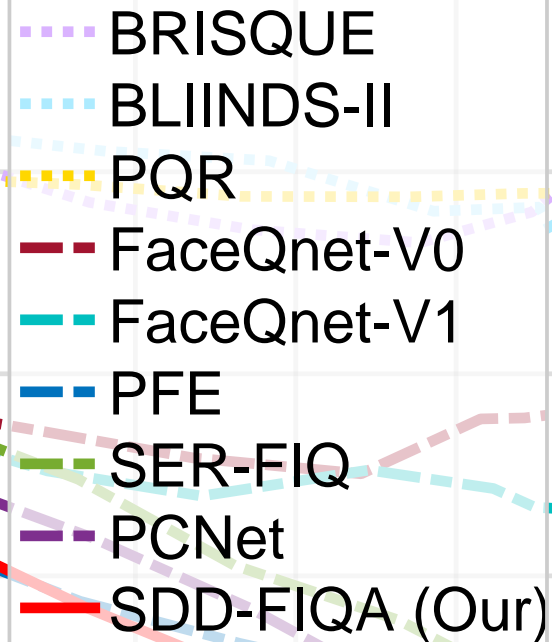 BRISQUE
BLIINDS-II
PQR
FaceQnet-V0
FaceQnet-V1
PFE
SER-FIQ
PCNet
SDD-FIQA (Our)